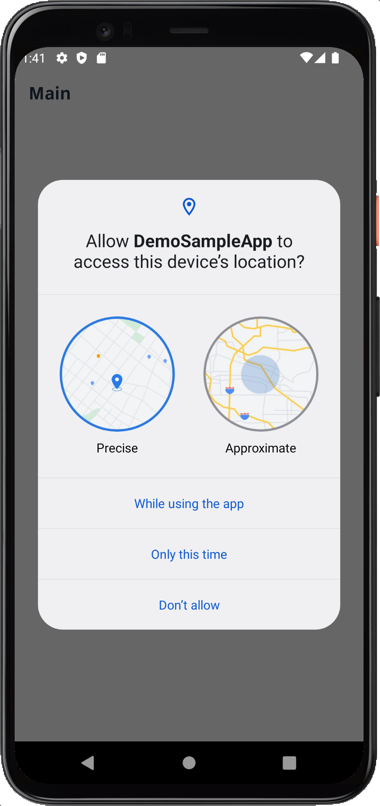 1:41
Main
Allow DemoSampleApp to
access this device's location?
Precise
Approximate
While using the app
Only this time
Don't allow